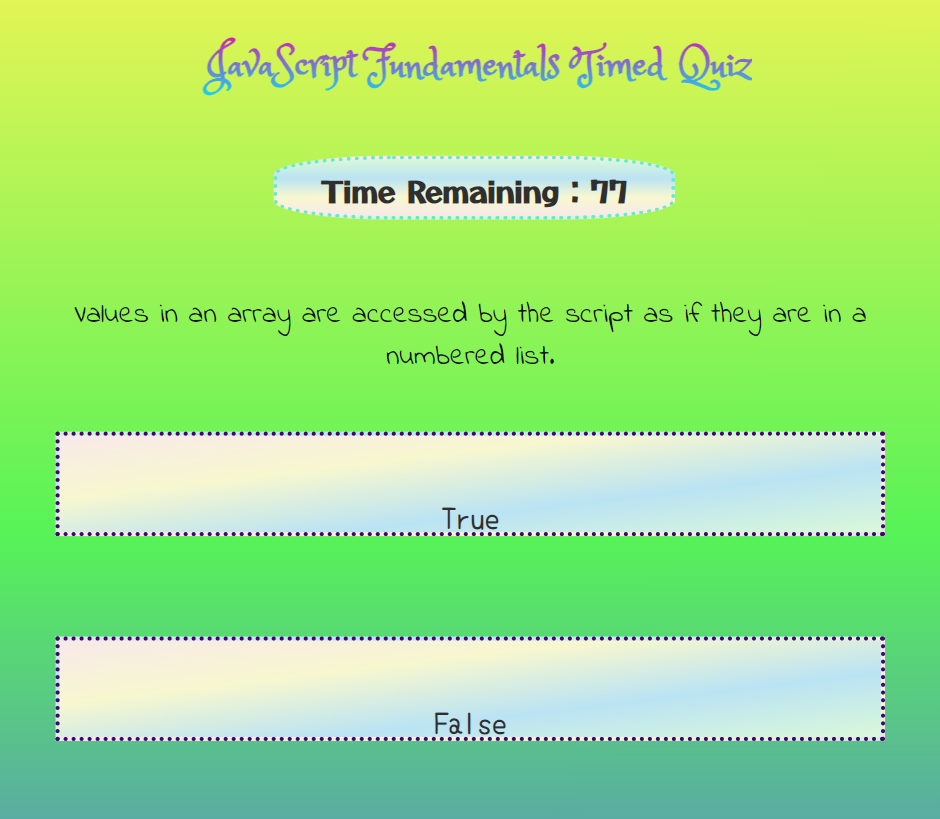 JavaScript Fundamentals Timed Quiz
Time Remaining : 77
Values in an array are accessed by the script as if they are in a
numbered list.
True
False